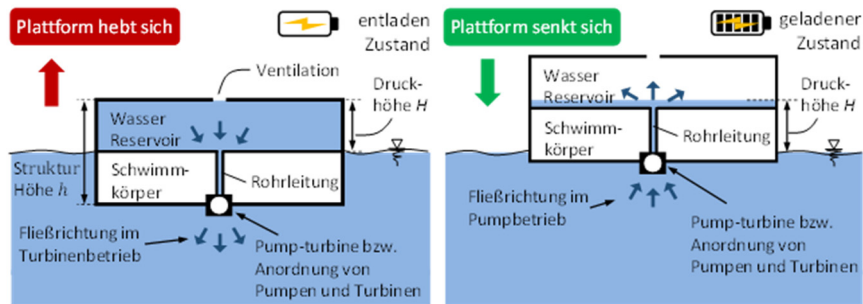 Plattform hebt sich
entladen
Zustand
Ventilation
Druck-
höhe H
Wasser
Reservoir
Struktur
Höhe h
Schwimm-
körper
Rohrleitung
Fließrichtung im
Turbinenbetrieb
Pump-turbine bzw.
Anordnung von
Pumpen und Turbinen
Plattform senkt sich
geladener
Zustand
Wasser
Reservoir
Druck-
höhe H
Schwimm-
körper
Rohrleitung
Fließrichtung im
Pumpbetrieb
Pump-turbine bzw.
Anordnung von
Pumpen und Turbinen